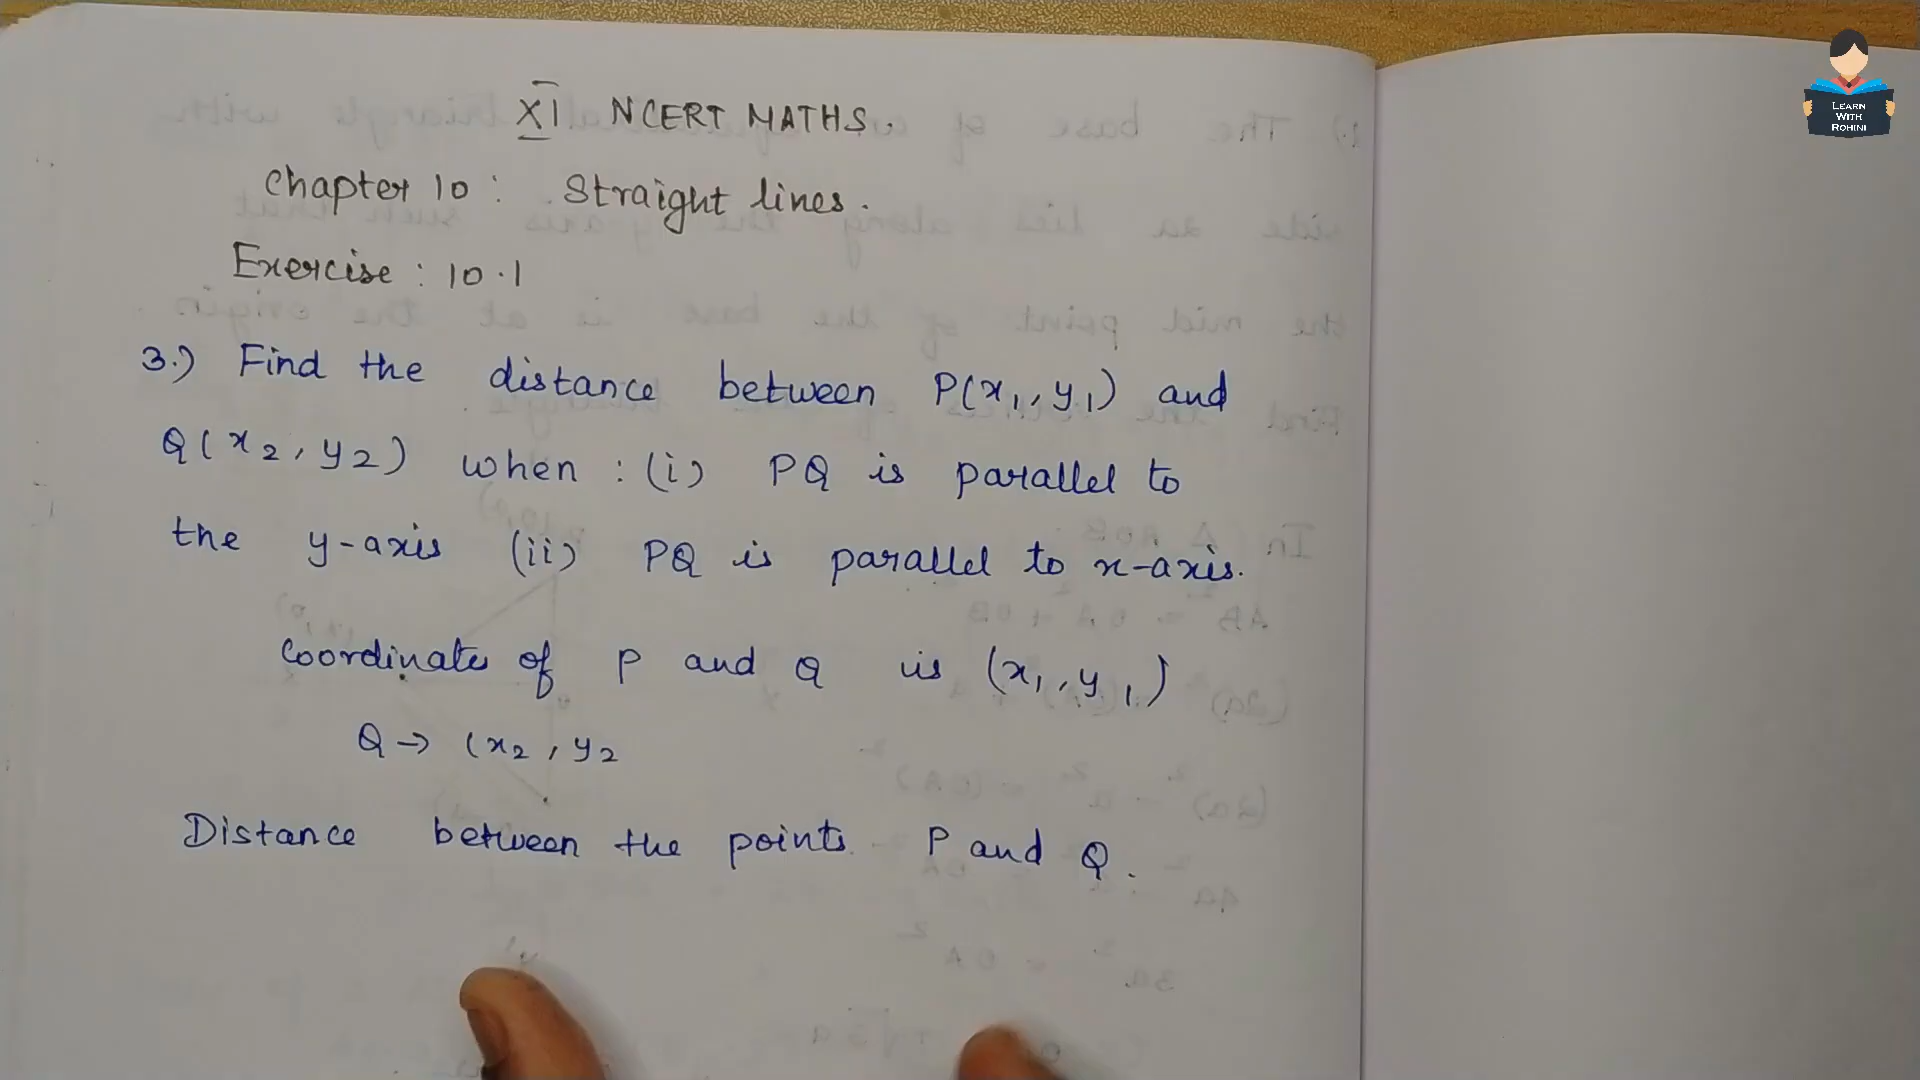 XI NCERT MATHS.
Chapter 10 : Straight lines.
Exercise : 10.1
3.) Find the distance between P(x₁, y₁) and
Q(x₂, y₂) when : (i) PQ is parallel to
the y-axis (ii) PQ is parallel to x-axis.
Coordinate of P and Q is (x₁, y₁)
Q → (x₂, y₂
Distance between the points P and Q.
LEARN
WITH
ROHINI